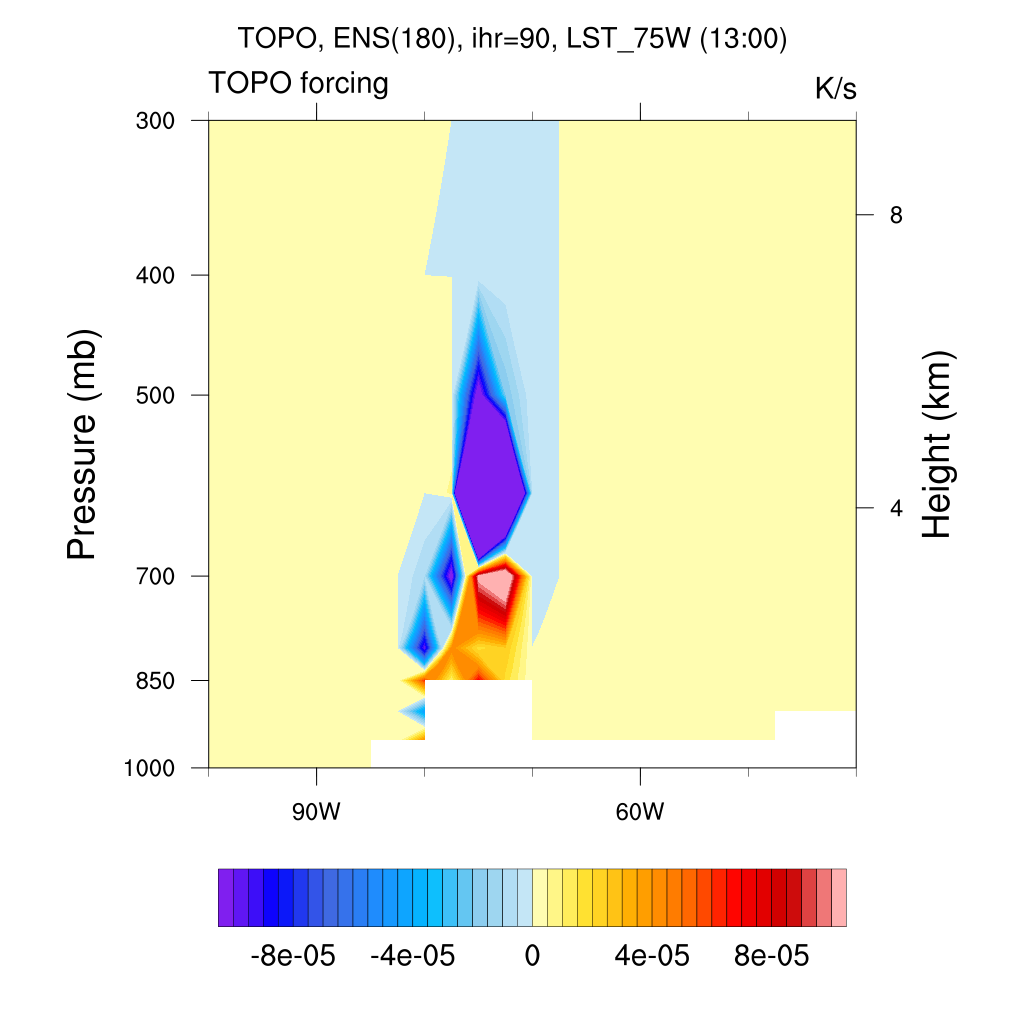 TOPO, ENS(180), ihr=90, LST_75W (13:00)
TOPO forcing
K/s
300
400
500
700
850
1000
Pressure (mb)
8
4
Height (km)
90W
60W
-8e-05
-4e-05
0
4e-05
8e-05